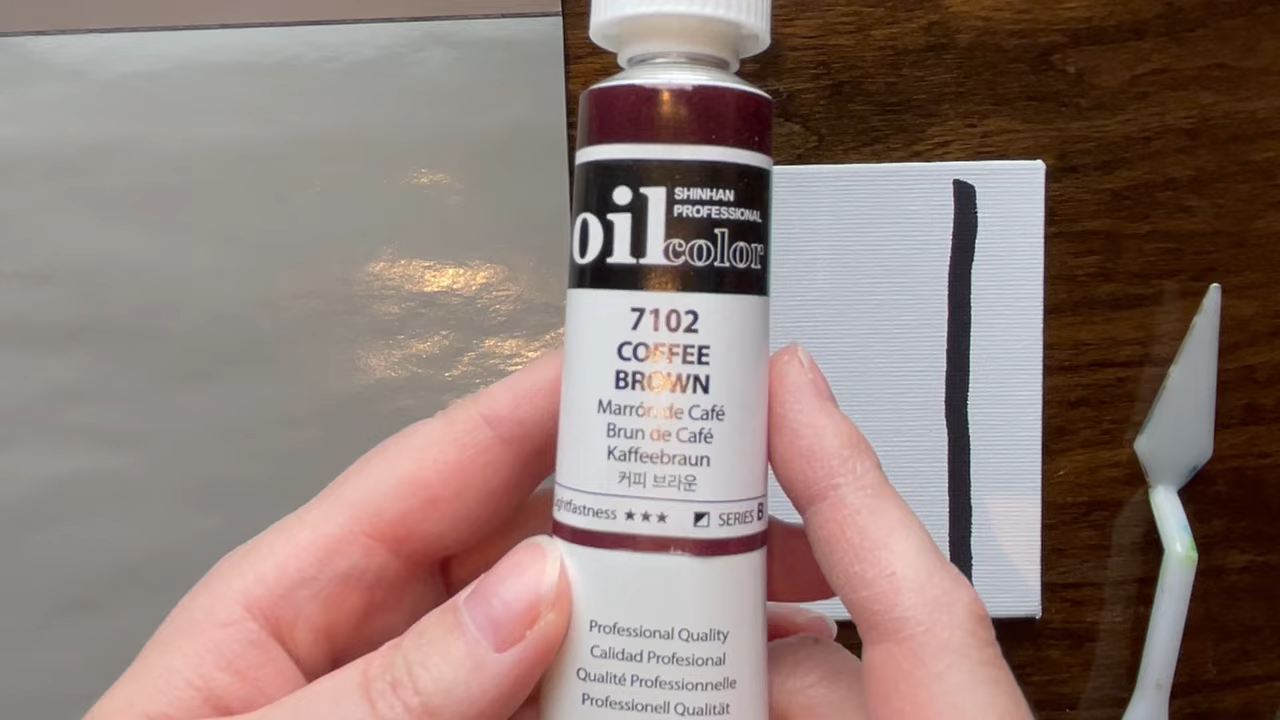 oil SHINHAN
PROFESSIONAL
color
7102
COFFEE
BROWN
Marrón de Café
Brun de Café
Kaffeebraun
커피 브라운
ightfastness ★★★ SERIES B
Professional Quality
Calidad Profesional
Qualité Professionnelle
Professionell Qualität